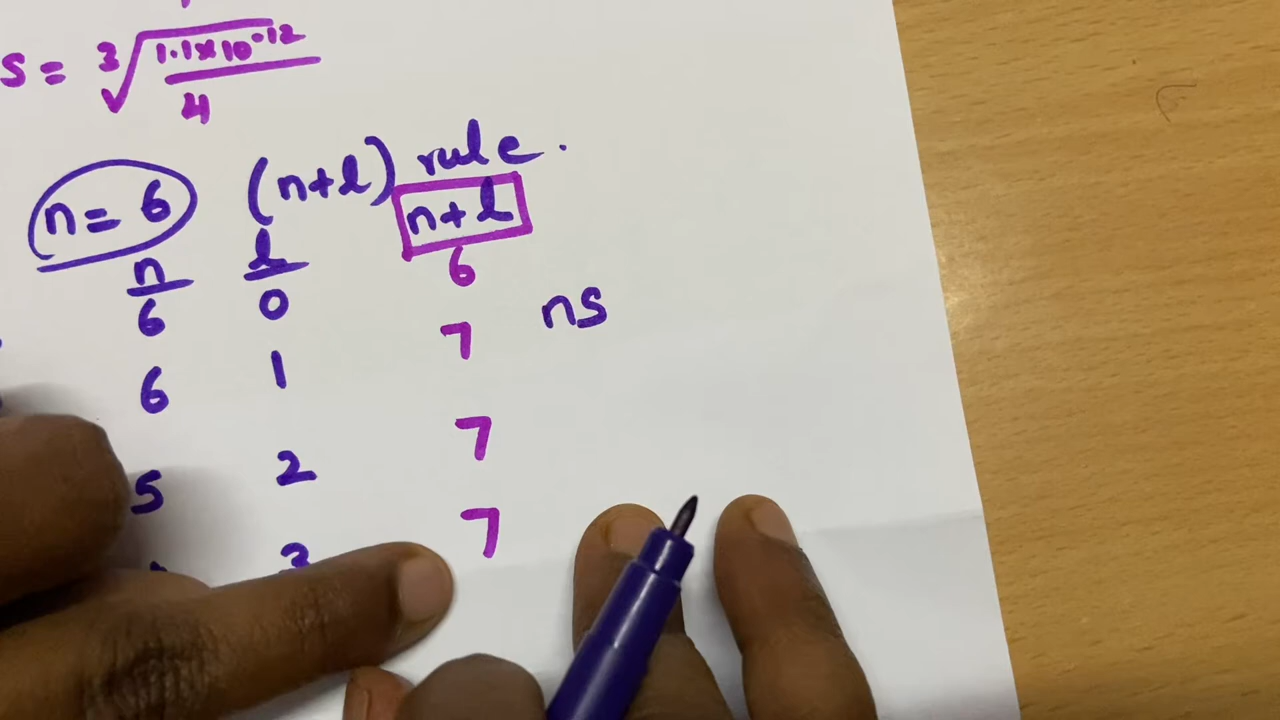 S = ³√(1.1×10⁻¹²
4
n = 6 (n+l) rule.
n l n+l
6 0 6
ns
6 1 7
5 2 7
3 7